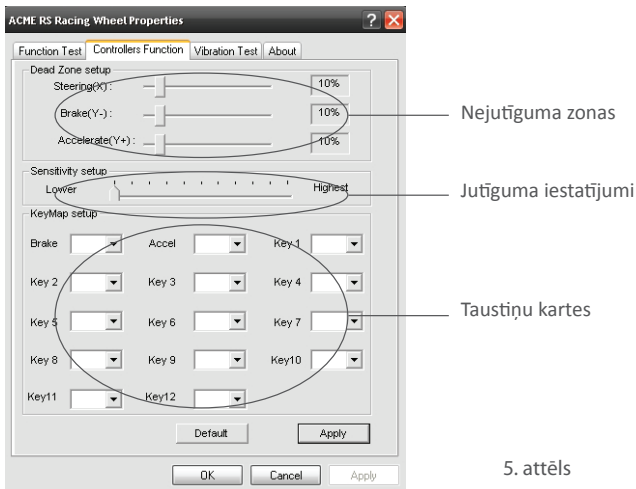 ACME RS Racing Wheel Properties
Function Test Controllers Function Vibration Test About
Dead Zone setup
Steering(X): 10%
Brake(Y-): 10%
Accelerate(Y+): 10%
Nejutīguma zonas
Sensitivity setup
Lower Highest
Jutīguma iestatījumi
KeyMap setup
Brake Accel Key 1
Key 2 Key 3 Key 4
Key 5 Key 6 Key 7
Taustiņu kartes
Key 8 Key 9 Key10
Key11 Key12
Default Apply
OK Cancel Apply
5. attēls